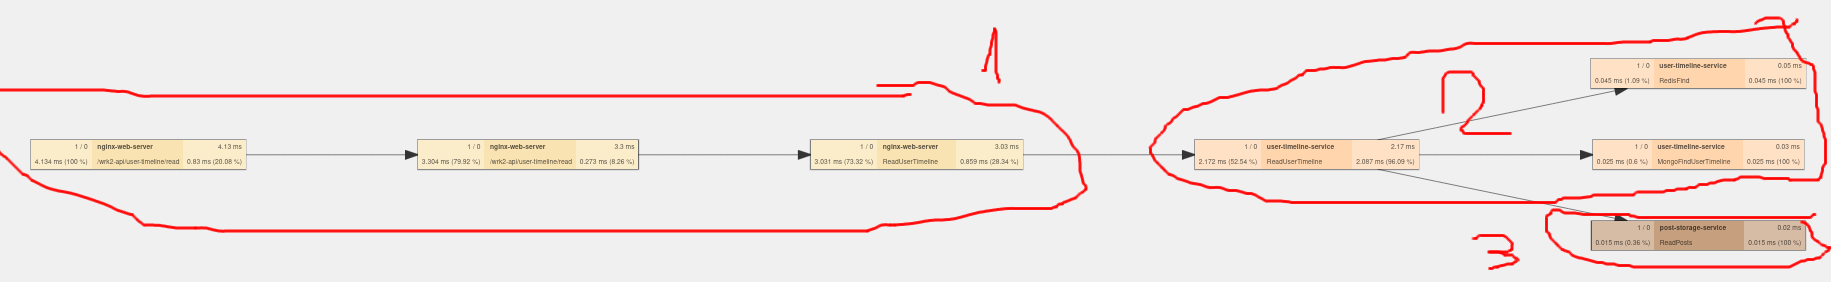 1
2
1 / 0 user-timeline-service 0.05 ms
0.045 ms (1.09 %) RedisFind 0.045 ms (100 %)
1 / 0 nginx-web-server 4.13 ms
4.134 ms (100 %) /wrk2-api/user-timeline/read 0.83 ms (20.08 %)
1 / 0 nginx-web-server 3.3 ms
3.304 ms (79.92 %) /wrk2-api/user-timeline/read 0.273 ms (8.26 %)
1 / 0 nginx-web-server 3.03 ms
3.031 ms (73.32 %) ReadUserTimeline 0.859 ms (28.34 %)
1 / 0 user-timeline-service 2.17 ms
2.172 ms (52.54 %) ReadUserTimeline 2.087 ms (96.09 %)
1 / 0 user-timeline-service 0.03 ms
0.025 ms (0.6 %) MongoFindUserTimeline 0.025 ms (100 %)
3
1 / 0 post-storage-service 0.02 ms
0.015 ms (0.36 %) ReadPosts 0.015 ms (100 %)